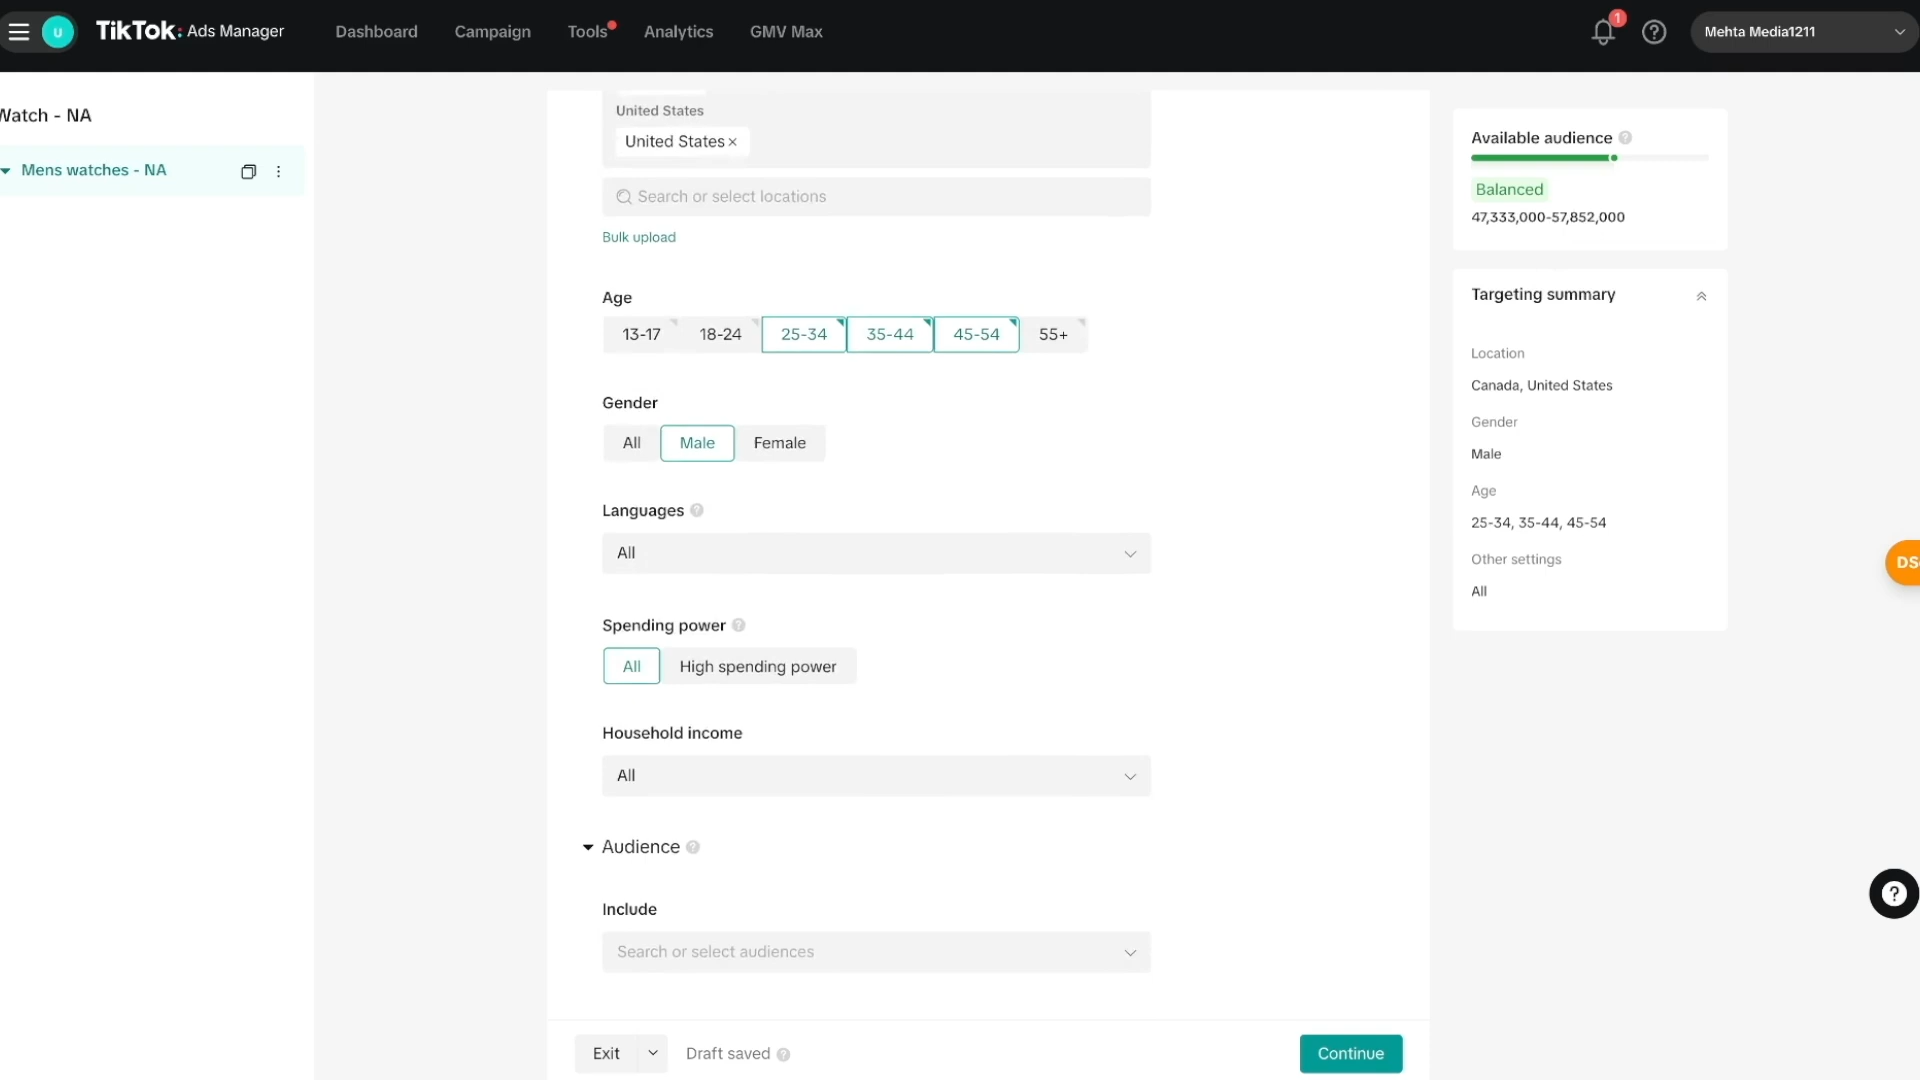 U
TikTok: Ads Manager
Dashboard
Campaign
Tools
Analytics
GMV Max
1
Mehta Media1211
Watch - NA
Mens watches - NA
United States
United States ×
Search or select locations
Bulk upload
Age
13-17 18-24 25-34 35-44 45-54 55+
Gender
All Male Female
Languages ?
All
Spending power ?
All High spending power
Household income
All
Audience ?
Include
Search or select audiences
Exit
Draft saved ?
Continue
Available audience ?
Balanced
47,333,000-57,852,000
Targeting summary
Location
Canada, United States
Gender
Male
Age
25-34, 35-44, 45-54
Other settings
All
DS
?